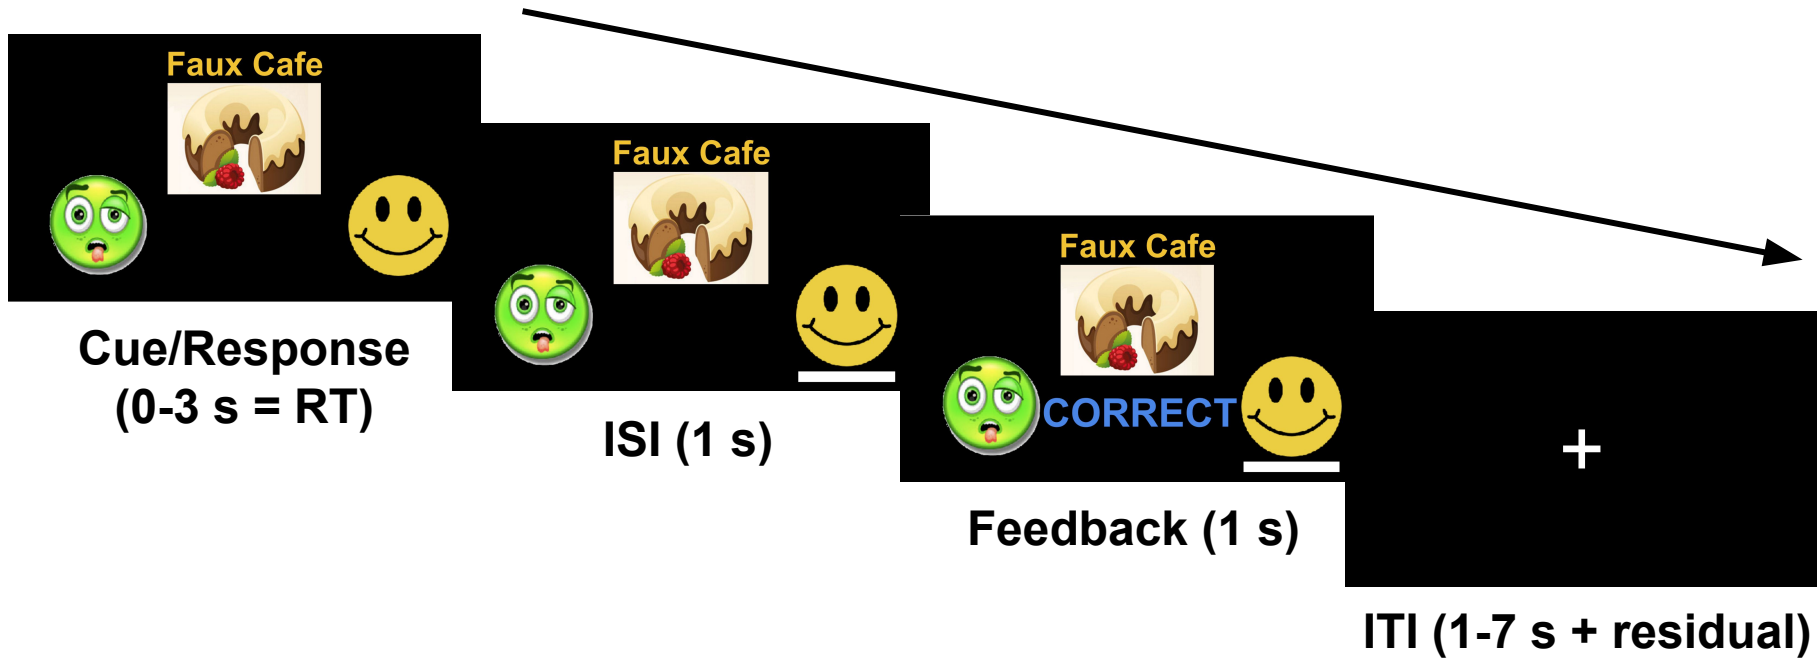 Faux Cafe
Cue/Response
(0-3 s = RT)
Faux Cafe
ISI (1 s)
Faux Cafe
CORRECT
Feedback (1 s)
+
ITI (1-7 s + residual)